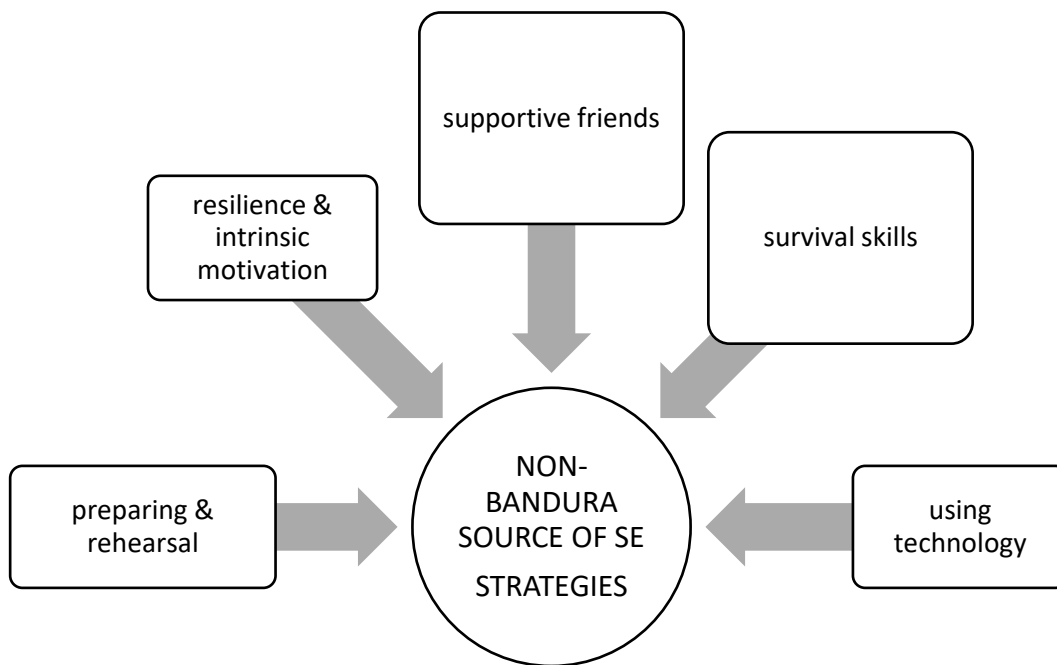 supportive friends
resilience &
intrinsic
motivation
survival skills
preparing &
rehearsal
NON-
BANDURA
SOURCE OF SE
STRATEGIES
using
technology